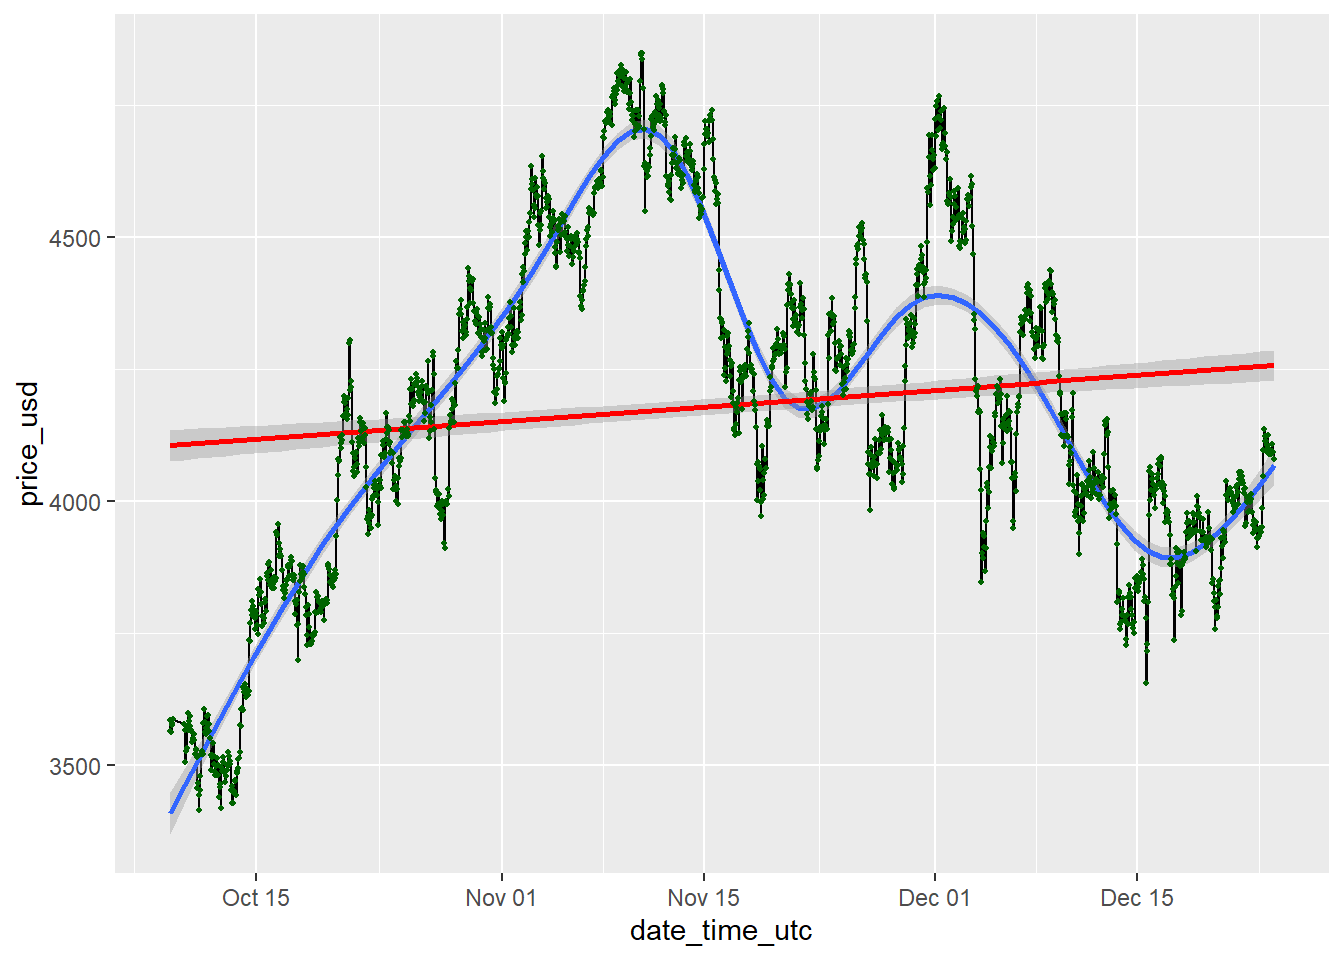 price_usd
4500
4000
3500
Oct 15
Nov 01
Nov 15
Dec 01
Dec 15
date_time_utc